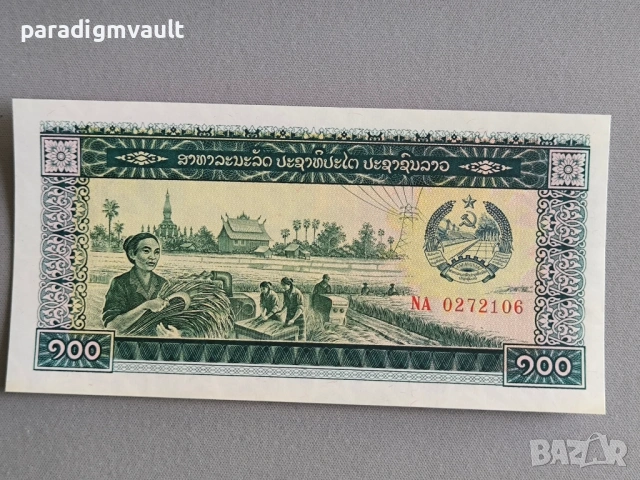 paradigmvault
ສາທາລະນະລັດ ປະຊາທິປະໄຕ ປະຊາຊົນລາວ
NA 0272106
໑໐໐ ໑໐໐
BAZAR